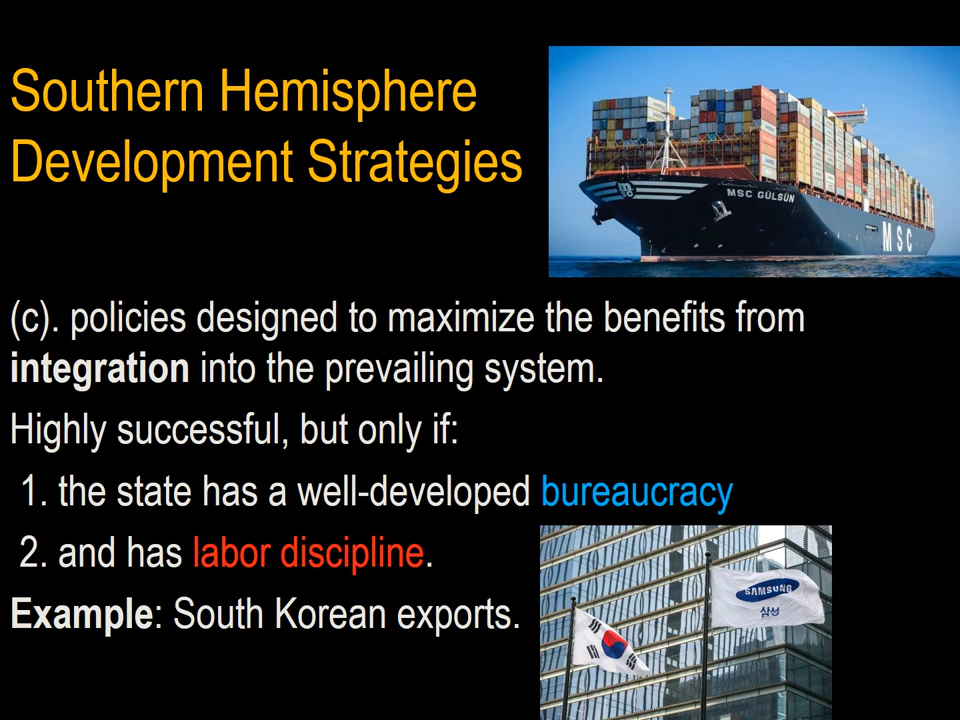 Southern Hemisphere
Development Strategies
MSC GÜLSÜN
MSC
(c). policies designed to maximize the benefits from
integration into the prevailing system.
Highly successful, but only if:
1. the state has a well-developed bureaucracy
2. and has labor discipline.
Example: South Korean exports.
SAMSUNG
삼성